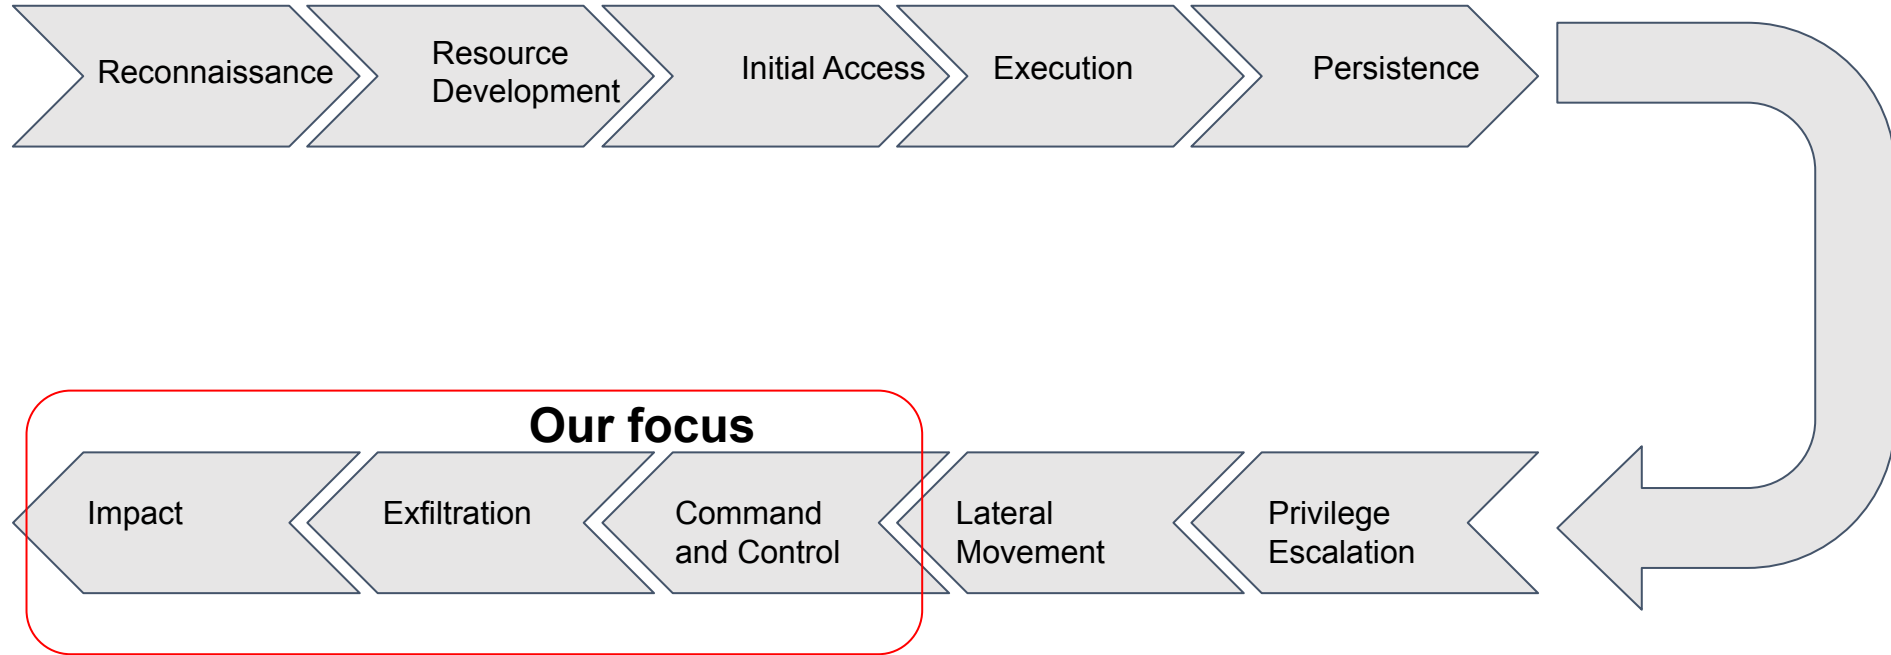 Reconnaissance
Resource
Development
Initial Access
Execution
Persistence
Our focus
Impact
Exfiltration
Command
and Control
Lateral
Movement
Privilege
Escalation